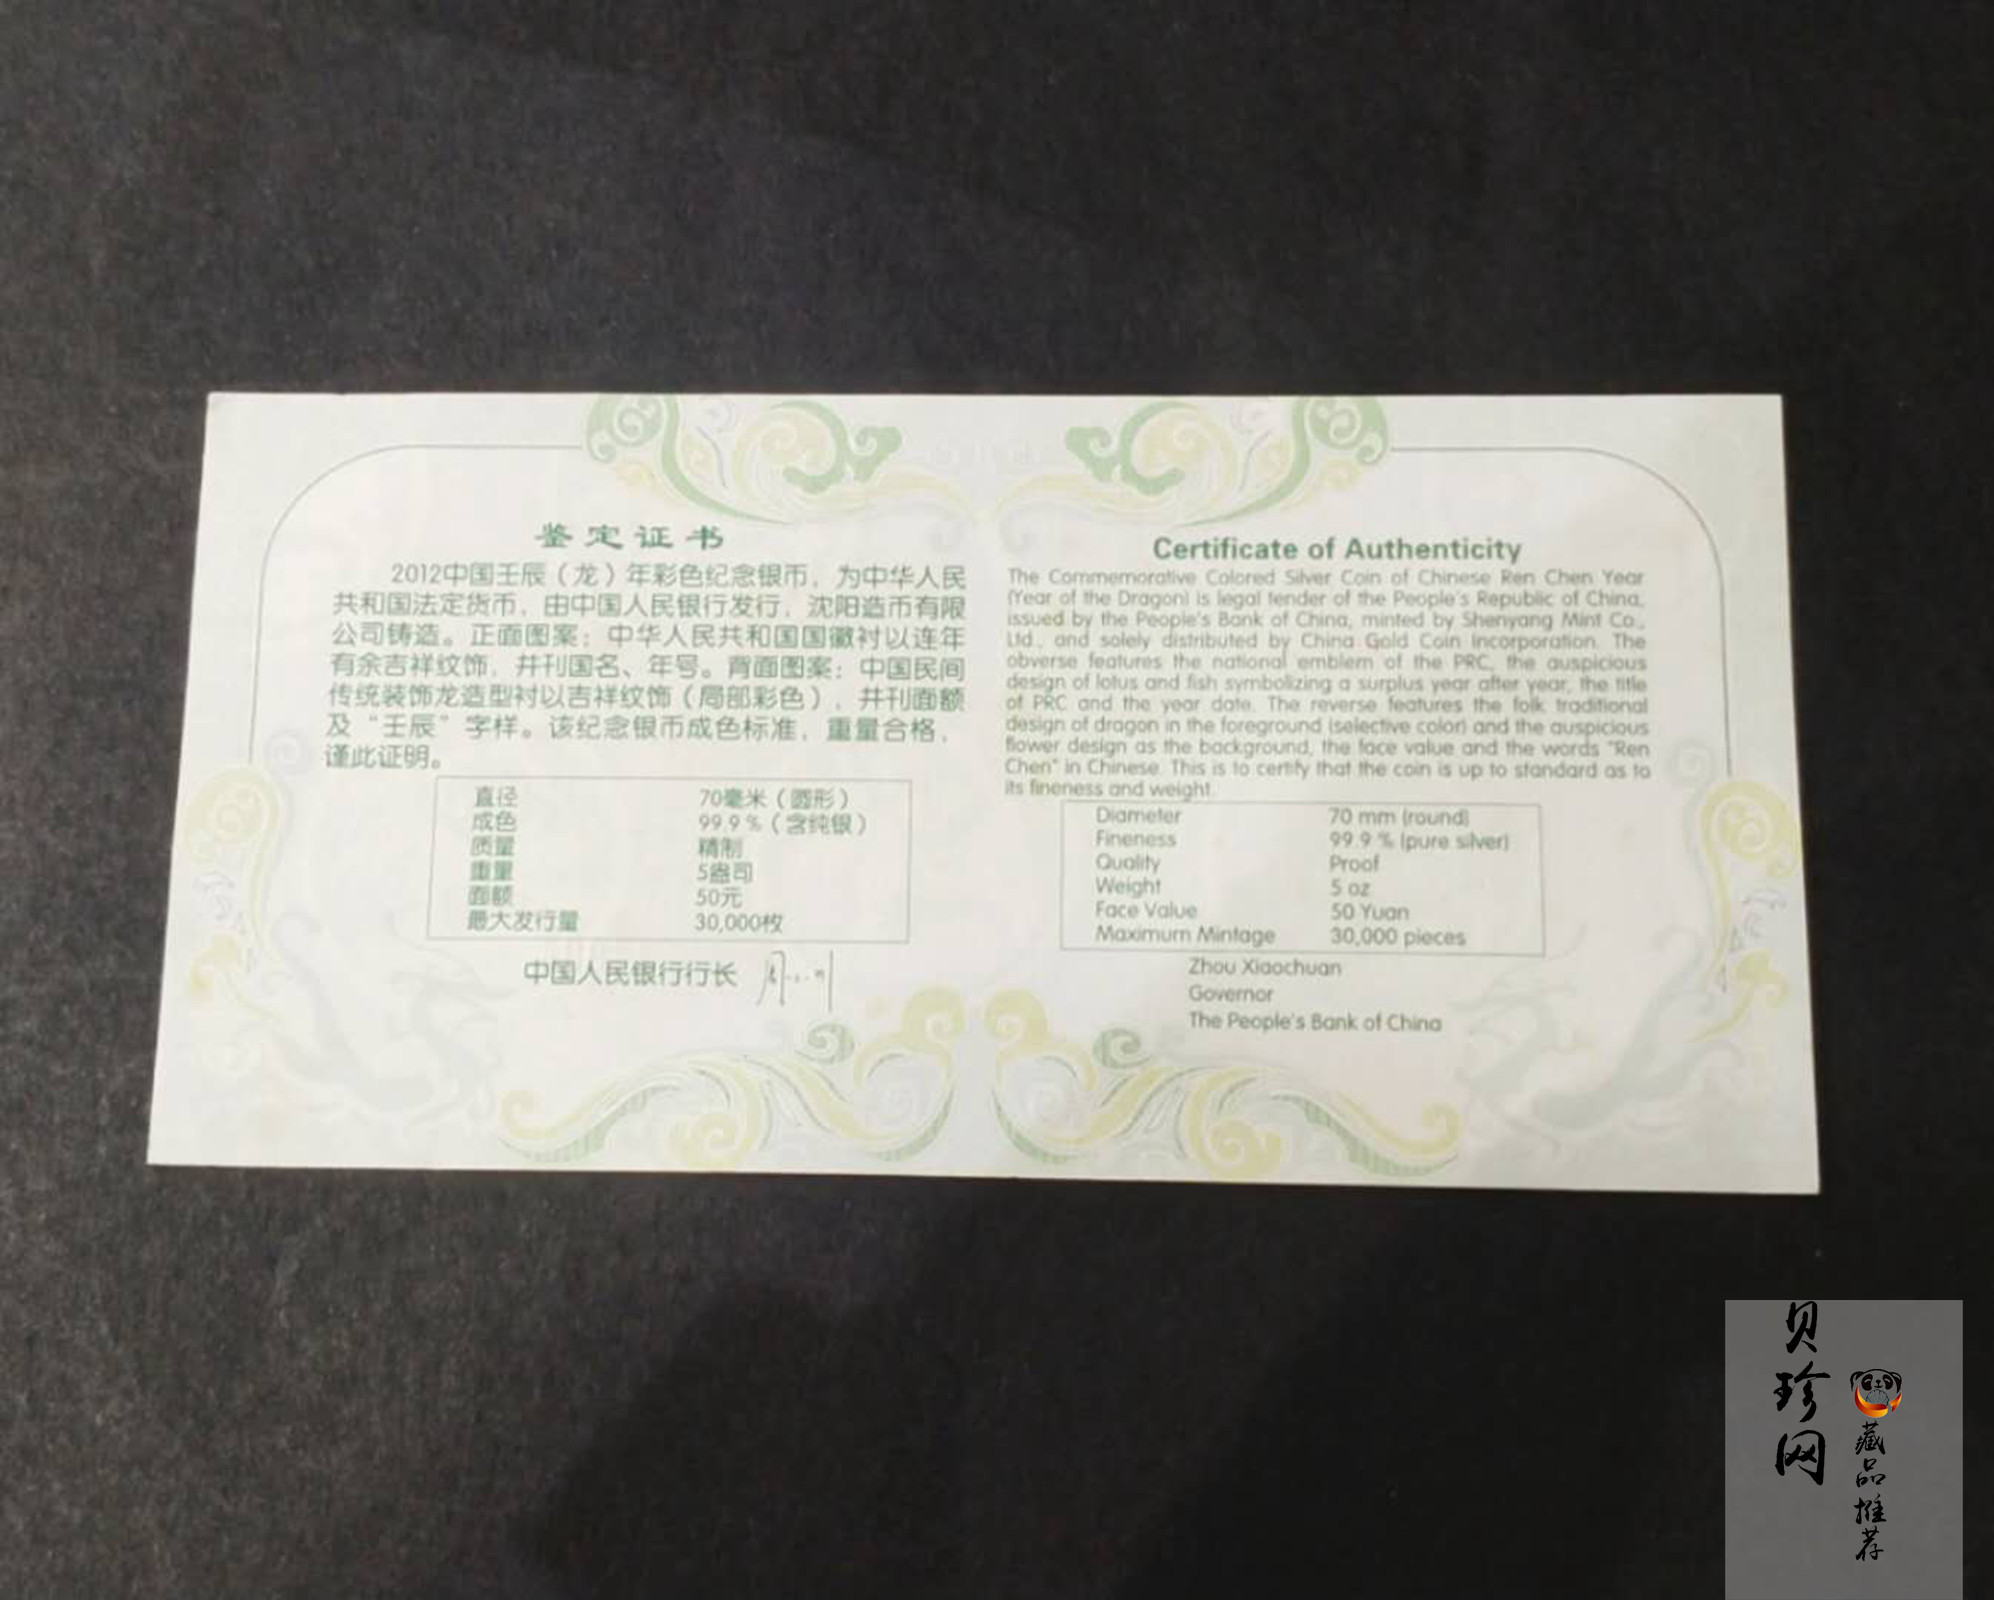 鉴定证书
2012中国壬辰（龙）年彩色纪念银币，为中华人民
共和国法定货币，由中国人民银行发行，沈阳造币有限
公司铸造。正面图案：中华人民共和国国徽衬以连年
有余吉祥纹饰，并刊国名、年号。背面图案：中国民间
传统装饰龙造型衬以吉祥纹饰（局部彩色），并刊面额
及“壬辰”字样。该纪念银币成色标准，重量合格，
谨此证明。
直径 70毫米（圆形）
成色 99.9％（含纯银）
质量 精制
重量 5盎司
面额 50元
最大发行量 30,000枚
中国人民银行行长
Certificate of Authenticity
The Commemorative Colored Silver Coin of Chinese Ren Chen Year
(Year of the Dragon) is legal tender of the People's Republic of China,
issued by the People's Bank of China, minted by Shenyang Mint Co.,
Ltd., and solely distributed by China Gold Coin Incorporation. The
obverse features the national emblem of the PRC, the auspicious
design of lotus and fish symbolizing a surplus year after year, the title
of PRC and the year date. The reverse features the folk traditional
design of dragon in the foreground (selective color) and the auspicious
flower design as the background, the face value and the words "Ren
Chen" in Chinese. This is to certify that the coin is up to standard as to
its fineness and weight.
Diameter 70 mm (round)
Fineness 99.9 % (pure silver)
Quality Proof
Weight 5 oz
Face Value 50 Yuan
Maximum Mintage 30,000 pieces
Zhou Xiaochuan
Governor
The People's Bank of China
贝珍网
藏品推荐